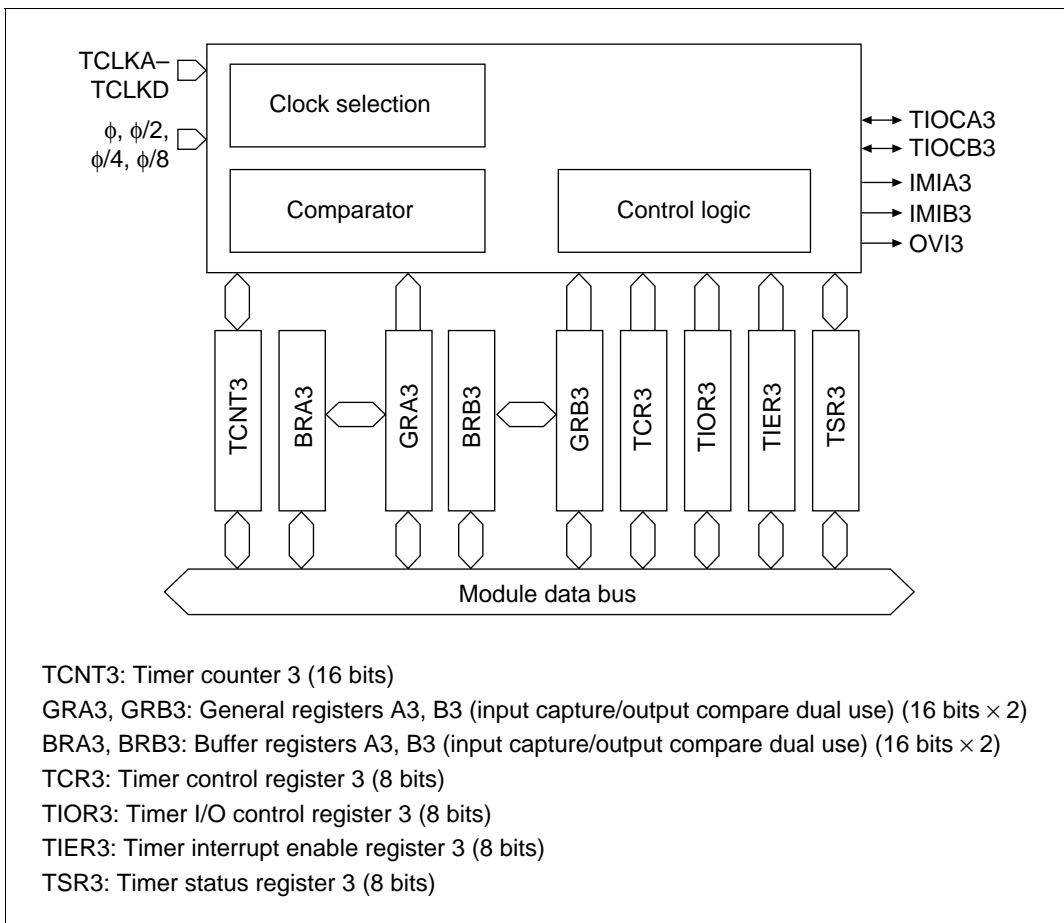 TCLKA–
TCLKD
ϕ, ϕ/2,
ϕ/4, ϕ/8
Clock selection
Comparator
Control logic
TIOCA3
TIOCB3
IMIA3
IMIB3
OVI3
TCNT3
BRA3
GRA3
BRB3
GRB3
TCR3
TIOR3
TIER3
TSR3
Module data bus
TCNT3: Timer counter 3 (16 bits)
GRA3, GRB3: General registers A3, B3 (input capture/output compare dual use) (16 bits × 2)
BRA3, BRB3: Buffer registers A3, B3 (input capture/output compare dual use) (16 bits × 2)
TCR3: Timer control register 3 (8 bits)
TIOR3: Timer I/O control register 3 (8 bits)
TIER3: Timer interrupt enable register 3 (8 bits)
TSR3: Timer status register 3 (8 bits)